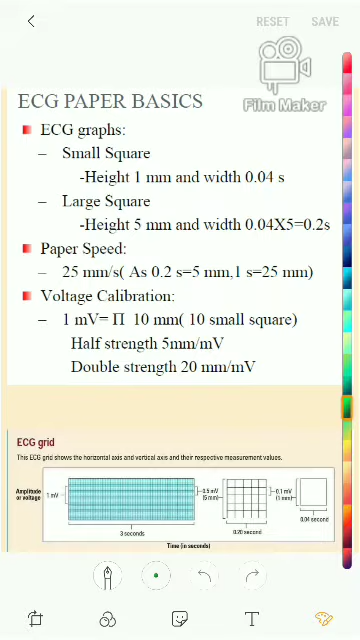 RESET SAVE
Film Maker
ECG PAPER BASICS
ECG graphs:
– Small Square
-Height 1 mm and width 0.04 s
– Large Square
-Height 5 mm and width 0.04X5=0.2s
Paper Speed:
– 25 mm/s( As 0.2 s=5 mm,1 s=25 mm)
Voltage Calibration:
– 1 mV= Π 10 mm( 10 small square)
Half strength 5mm/mV
Double strength 20 mm/mV
ECG grid
This ECG grid shows the horizontal axis and vertical axis and their respective measurement values.
Amplitude
or voltage
1 mV
0.5 mV
(5 mm)
0.1 mV
(1 mm)
3 seconds
0.20 second
0.04 second
Time (in seconds)
T